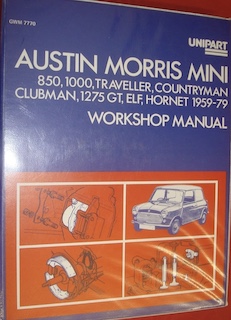 GWM 7770
UNIPART
AUSTIN MORRIS MINI
850,1000,TRAVELLER,COUNTRYMAN
CLUBMAN,1275 GT,ELF,HORNET 1959-79
WORKSHOP MANUAL